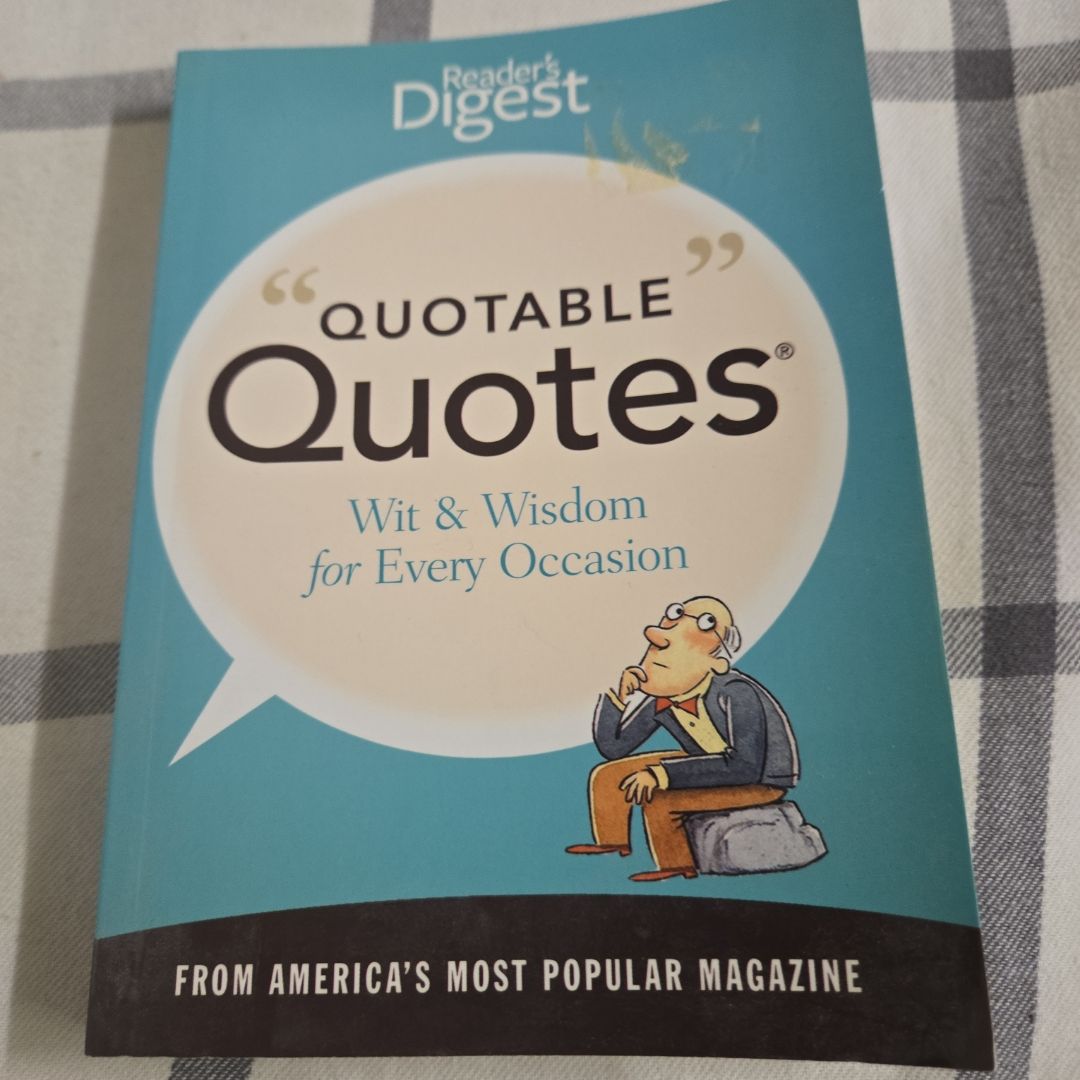 Reader's
Digest
“QUOTABLE”
Quotes®
Wit & Wisdom
for Every Occasion
FROM AMERICA'S MOST POPULAR MAGAZINE